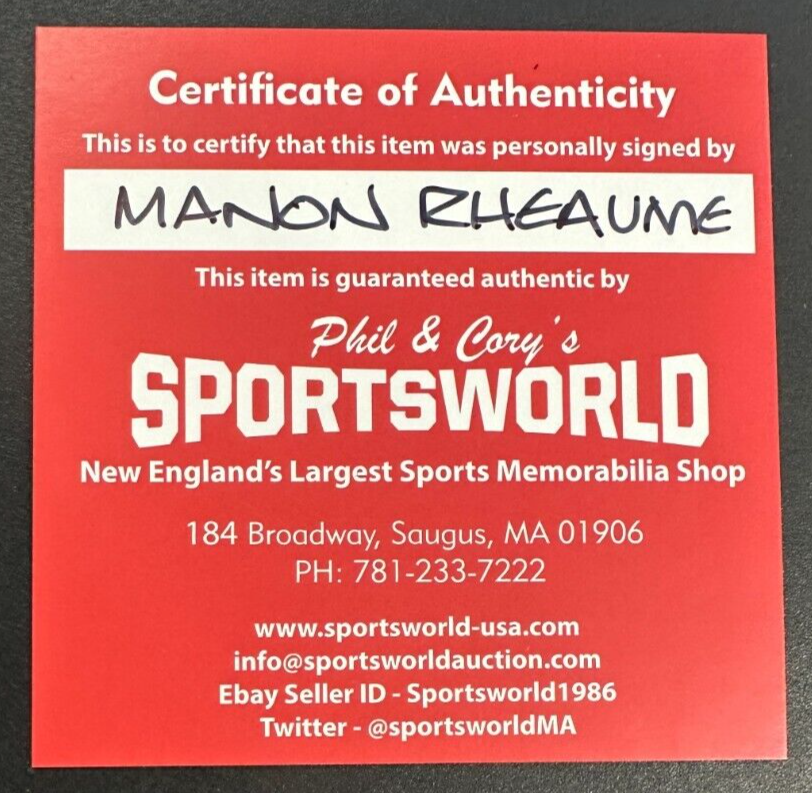 Certificate of Authenticity
This is to certify that this item was personally signed by
MANON RHEAUME
This item is guaranteed authentic by
Phil & Cory's
SPORTSWORLD
New England's Largest Sports Memorabilia Shop
184 Broadway, Saugus, MA 01906
PH: 781-233-7222
www.sportsworld-usa.com
info@sportsworldauction.com
Ebay Seller ID - Sportsworld1986
Twitter - @sportsworldMA